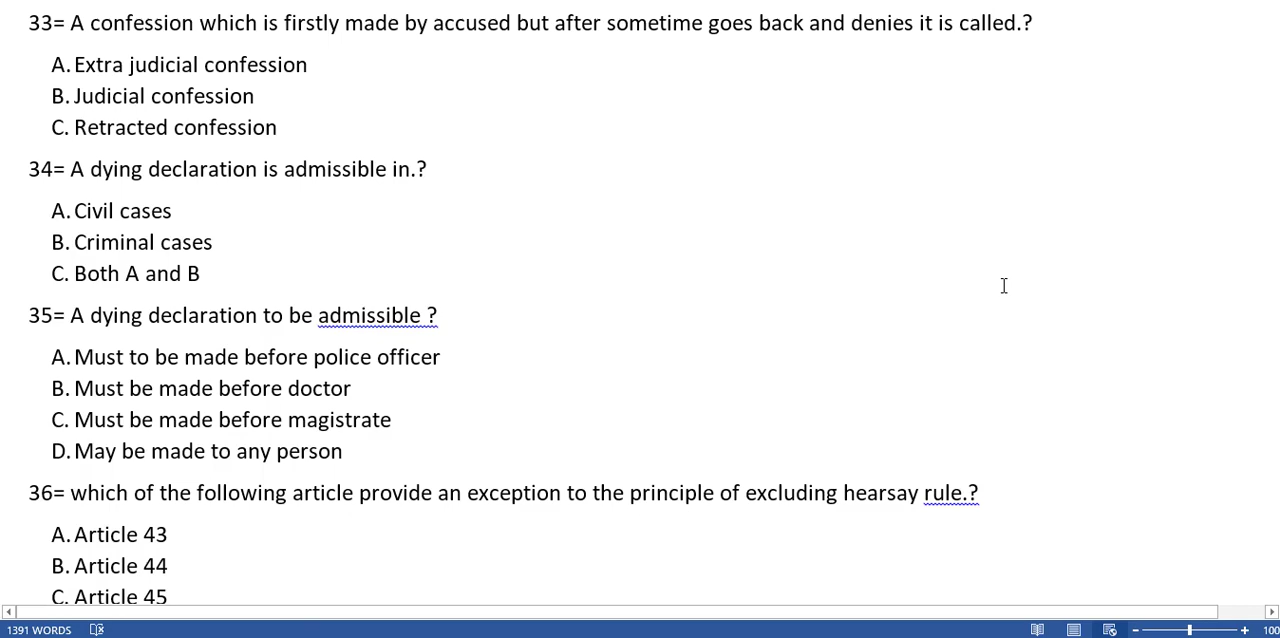 33= A confession which is firstly made by accused but after sometime goes back and denies it is called.?
A. Extra judicial confession
B. Judicial confession
C. Retracted confession
34= A dying declaration is admissible in.?
A. Civil cases
B. Criminal cases
C. Both A and B
35= A dying declaration to be admissible ?
A. Must to be made before police officer
B. Must be made before doctor
C. Must be made before magistrate
D. May be made to any person
36= which of the following article provide an exception to the principle of excluding hearsay rule.?
A. Article 43
B. Article 44
C. Article 45
1391 WORDS
100